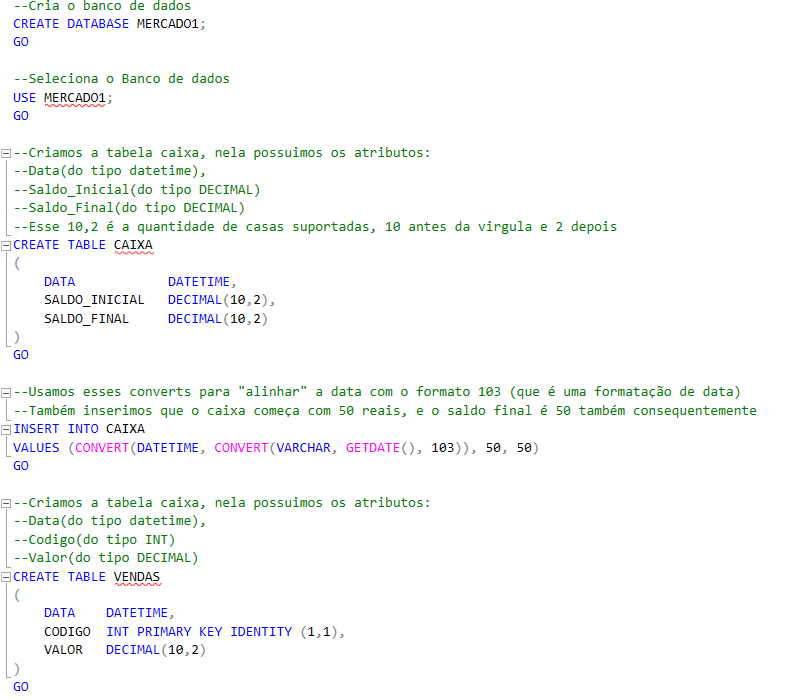 --Cria o banco de dados
CREATE DATABASE MERCADO1;
GO
--Seleciona o Banco de dados
USE MERCADO1;
GO
--Criamos a tabela caixa, nela possuimos os atributos:
--Data(do tipo datetime),
--Saldo_Inicial(do tipo DECIMAL)
--Saldo_Final(do tipo DECIMAL)
--Esse 10,2 é a quantidade de casas suportadas, 10 antes da virgula e 2 depois
CREATE TABLE CAIXA
(
DATA DATETIME,
SALDO_INICIAL DECIMAL(10,2),
SALDO_FINAL DECIMAL(10,2)
)
GO
--Usamos esses converts para "alinhar" a data com o formato 103 (que é uma formatação de data)
--Também inserimos que o caixa começa com 50 reais, e o saldo final é 50 também consequentemente
INSERT INTO CAIXA
VALUES (CONVERT(DATETIME, CONVERT(VARCHAR, GETDATE(), 103)), 50, 50)
GO
--Criamos a tabela caixa, nela possuimos os atributos:
--Data(do tipo datetime),
--Codigo(do tipo INT)
--Valor(do tipo DECIMAL)
CREATE TABLE VENDAS
(
DATA DATETIME,
CODIGO INT PRIMARY KEY IDENTITY (1,1),
VALOR DECIMAL(10,2)
)
GO